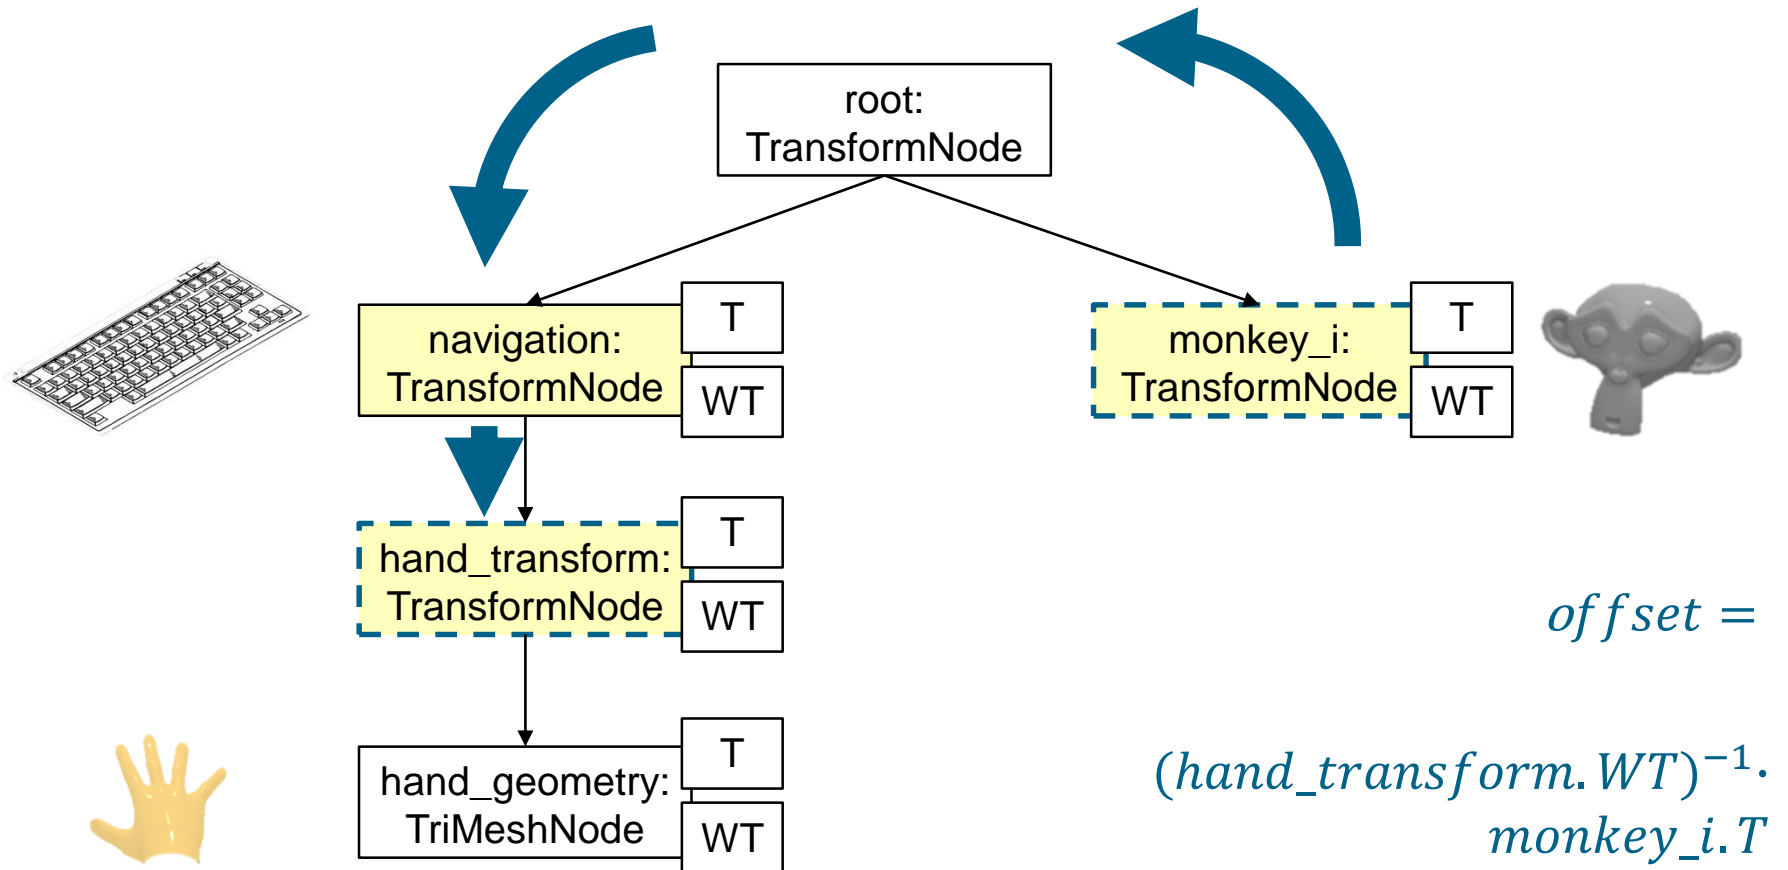 root:
TransformNode
navigation:
TransformNode
T
WT
monkey_i:
TransformNode
T
WT
hand_transform:
TransformNode
T
WT
offset =
hand_geometry:
TriMeshNode
T
WT
(hand_transform.WT)⁻¹·
monkey_i.T